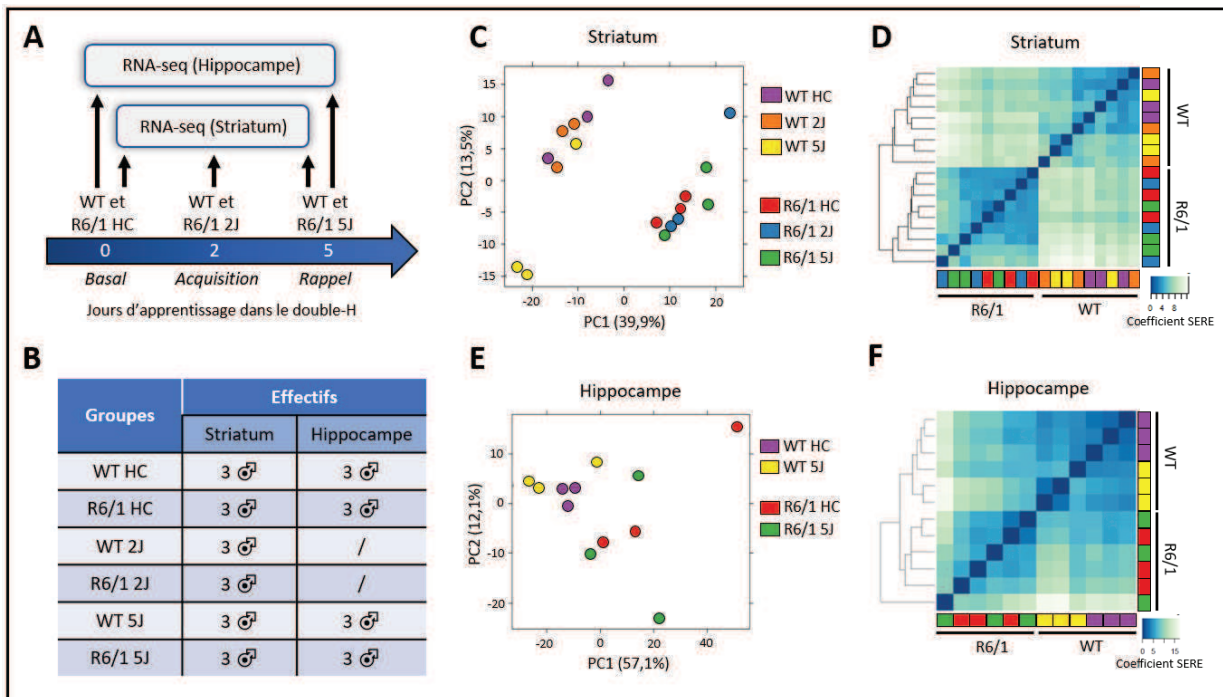 A
RNA-seq (Hippocampe)
RNA-seq (Striatum)
WT et
R6/1 HC
WT et
R6/1 2J
WT et
R6/1 5J
0
2
5
Basal
Acquisition
Rappel
Jours d'apprentissage dans le double-H
B
Groupes
Effectifs
Striatum
Hippocampe
WT HC
3 ♂
3 ♂
R6/1 HC
3 ♂
3 ♂
WT 2J
3 ♂
/
R6/1 2J
3 ♂
/
WT 5J
3 ♂
3 ♂
R6/1 5J
3 ♂
3 ♂
C
Striatum
15
10
5
0
-5
-10
-15
PC2 (13,5%)
-20
-10
0
10
20
PC1 (39,9%)
WT HC
WT 2J
WT 5J
R6/1 HC
R6/1 2J
R6/1 5J
D
Striatum
WT
R6/1
R6/1
WT
0 4 8
Coefficient SERE
E
Hippocampe
10
0
-10
-20
PC2 (12,1%)
-20
0
20
40
PC1 (57,1%)
WT HC
WT 5J
R6/1 HC
R6/1 5J
F
Hippocampe
WT
R6/1
R6/1
WT
0 5 15
Coefficient SERE